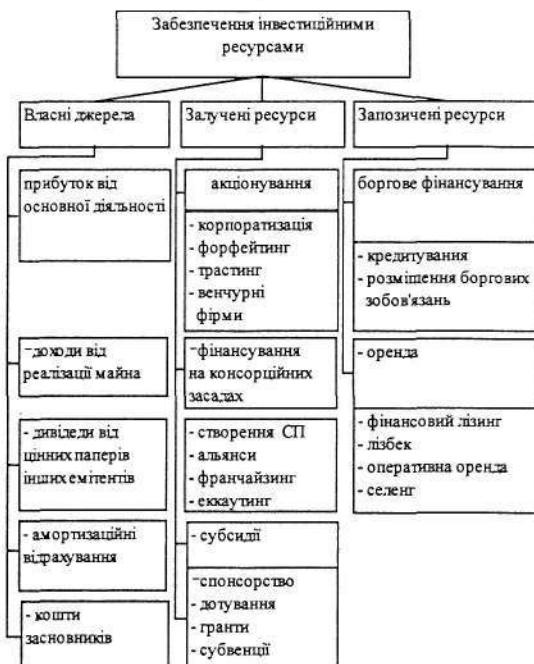 Забезпечення інвестиційними
ресурсами
Власні джерела
прибуток від
основної діяльності
-доходи від
реалізації майна
- дивідели від
цінних паперів
інших емітентів
- амортизаційні
відрахування
- кошти
засновників
Залучені ресурси
акціонування
- корпоратизація
- форфейтинг
- трастинг
- венчурні
фірми
-фінансування
на консорційних
засадах
- створення СП
- альянси
- франчайзинг
- еккаутинг
- субсидії
-спонсорство
- дотування
- гранти
- субвенції
Запозичені ресурси
боргове фінансування
- кредитування
- розміщення боргових
зобов'язань
- оренда
- фінансовий лізинг
- лізбек
- оперативна оренда
- селенг